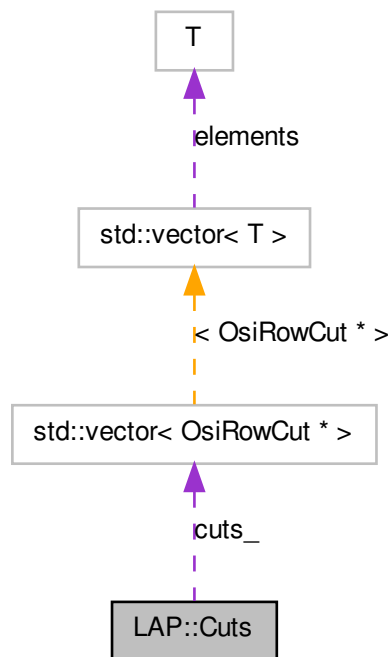 T
elements
std::vector< T >
< OsiRowCut * >
std::vector< OsiRowCut * >
cuts_
LAP::Cuts